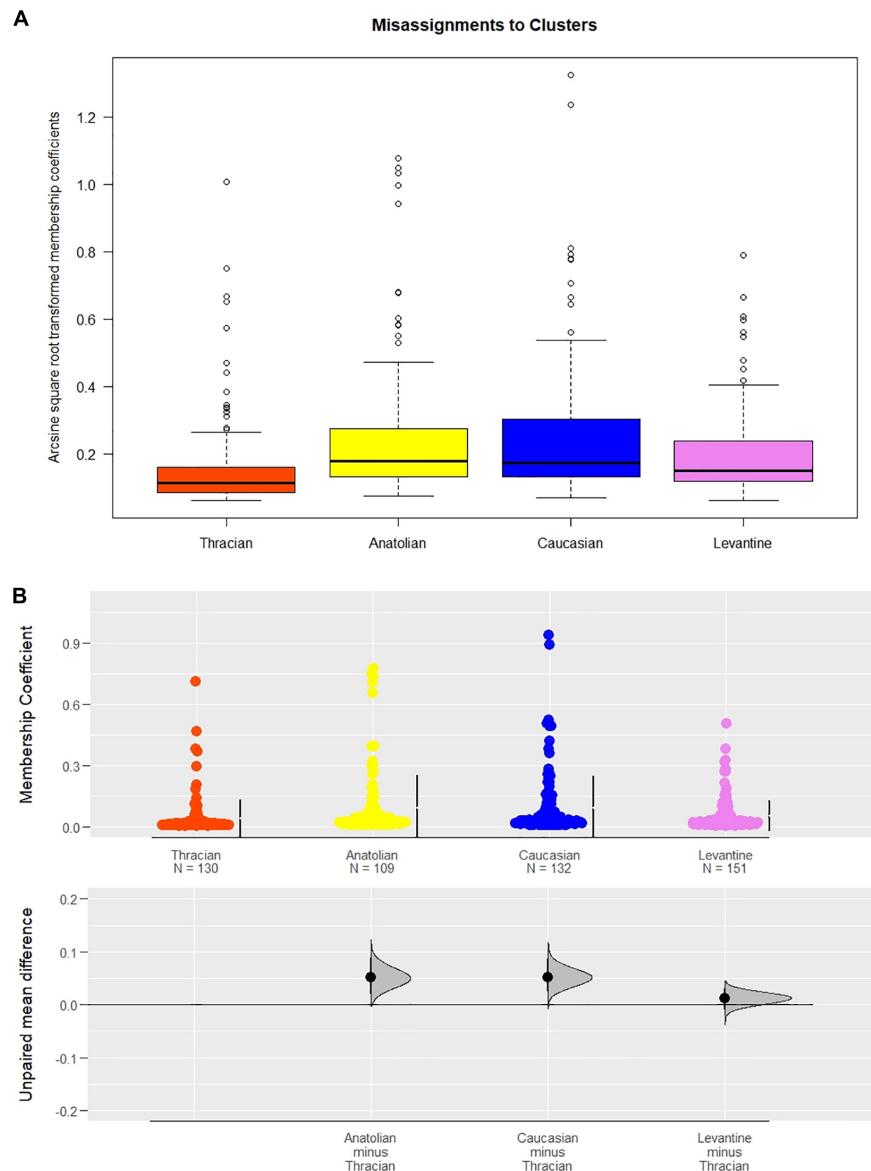 A
Misassignments to Clusters
Arcsine square root transformed membership coefficients
1.2
1.0
0.8
0.6
0.4
0.2
Thracian
Anatolian
Caucasian
Levantine
B
Membership Coefficient
0.9
0.6
0.3
0.0
Thracian
N = 130
Anatolian
N = 109
Caucasian
N = 132
Levantine
N = 151
Unpaired mean difference
0.2
0.1
0.0
-0.1
-0.2
Anatolian
minus
Thracian
Caucasian
minus
Thracian
Levantine
minus
Thracian